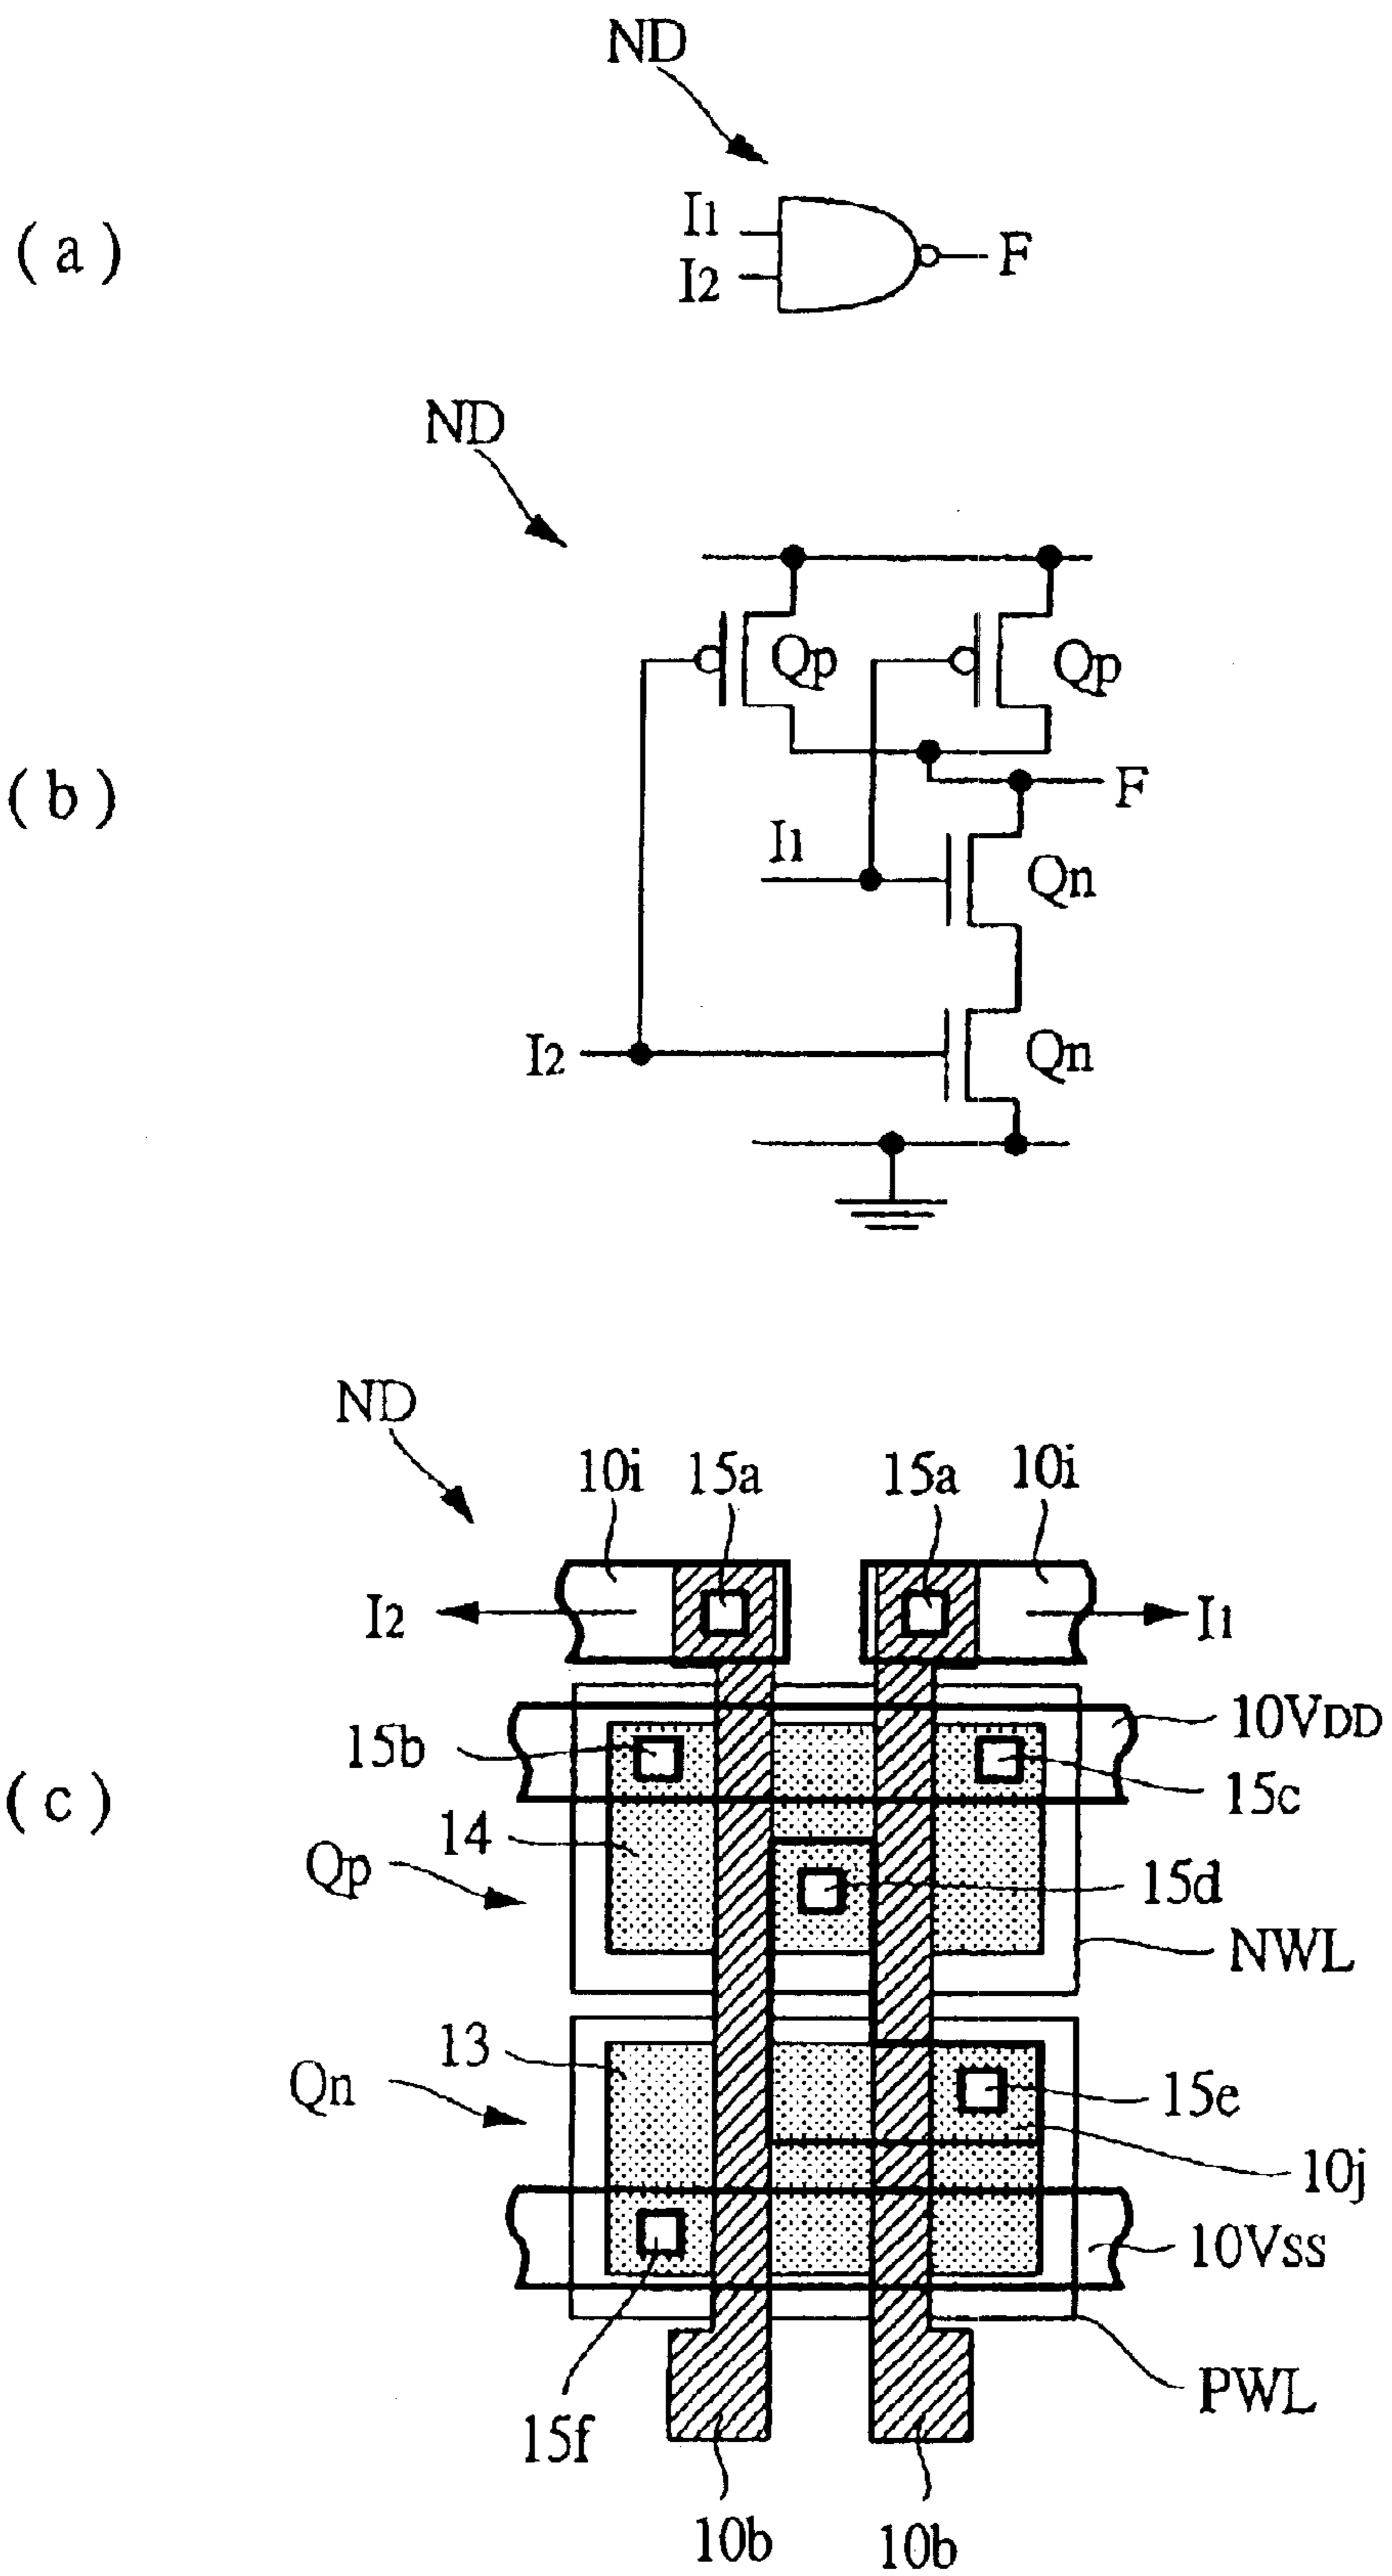 ND
I1
(a)
I2
F
ND
Qp
Qp
(b)
F
I1
Qn
I2
Qn
ND
10i
15a
15a
10i
I2
I1
10VDD
15b
15c
(c)
14
Qp
15d
NWL
13
Qn
15e
10j
10VSS
PWL
15f
10b
10b